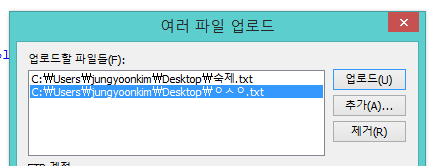 여러 파일 업로드
업로드할 파일들(F):
C:₩Users₩jungyoonkim₩Desktop₩숙제.txt
C:₩Users₩jungyoonkim₩Desktop₩ㅇㅅㅇ.txt
업로드(U)
추가(A)...
제거(R)